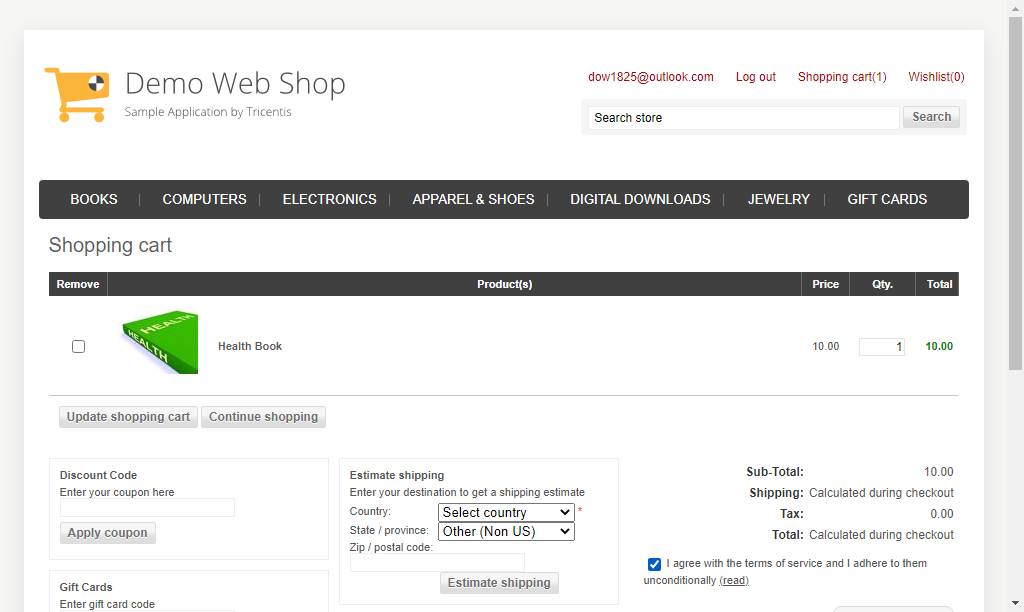 Demo Web Shop
Sample Application by Tricentis
dow1825@outlook.com Log out Shopping cart(1) Wishlist(0)
Search store Search
BOOKS COMPUTERS ELECTRONICS APPAREL & SHOES DIGITAL DOWNLOADS JEWELRY GIFT CARDS
Shopping cart
Remove Product(s) Price Qty. Total
HEALTH
HEALTH
Health Book 10.00 1 10.00
Update shopping cart Continue shopping
Discount Code
Enter your coupon here
Apply coupon
Gift Cards
Enter gift card code
Estimate shipping
Enter your destination to get a shipping estimate
Country: Select country *
State / province: Other (Non US)
Zip / postal code:
Estimate shipping
Sub-Total: 10.00
Shipping: Calculated during checkout
Tax: 0.00
Total: Calculated during checkout
I agree with the terms of service and I adhere to them
unconditionally (read)